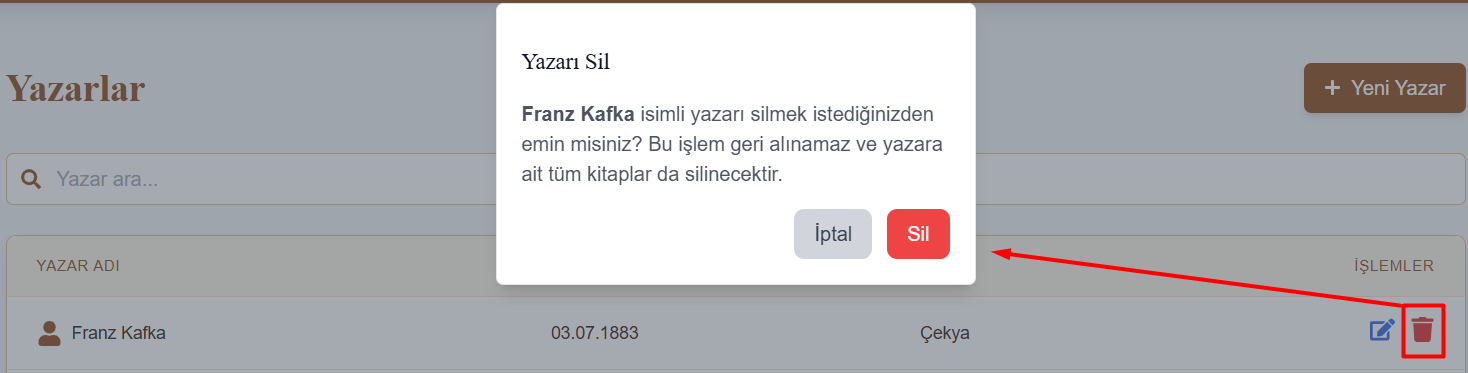 Yazarı Sil
Franz Kafka isimli yazarı silmek istediğinizden
emin misiniz? Bu işlem geri alınamaz ve yazara
ait tüm kitaplar da silinecektir.
İptal Sil
Yazarlar
Yeni Yazar
Yazar ara...
YAZAR ADI İŞLEMLER
Franz Kafka 03.07.1883 Çekya